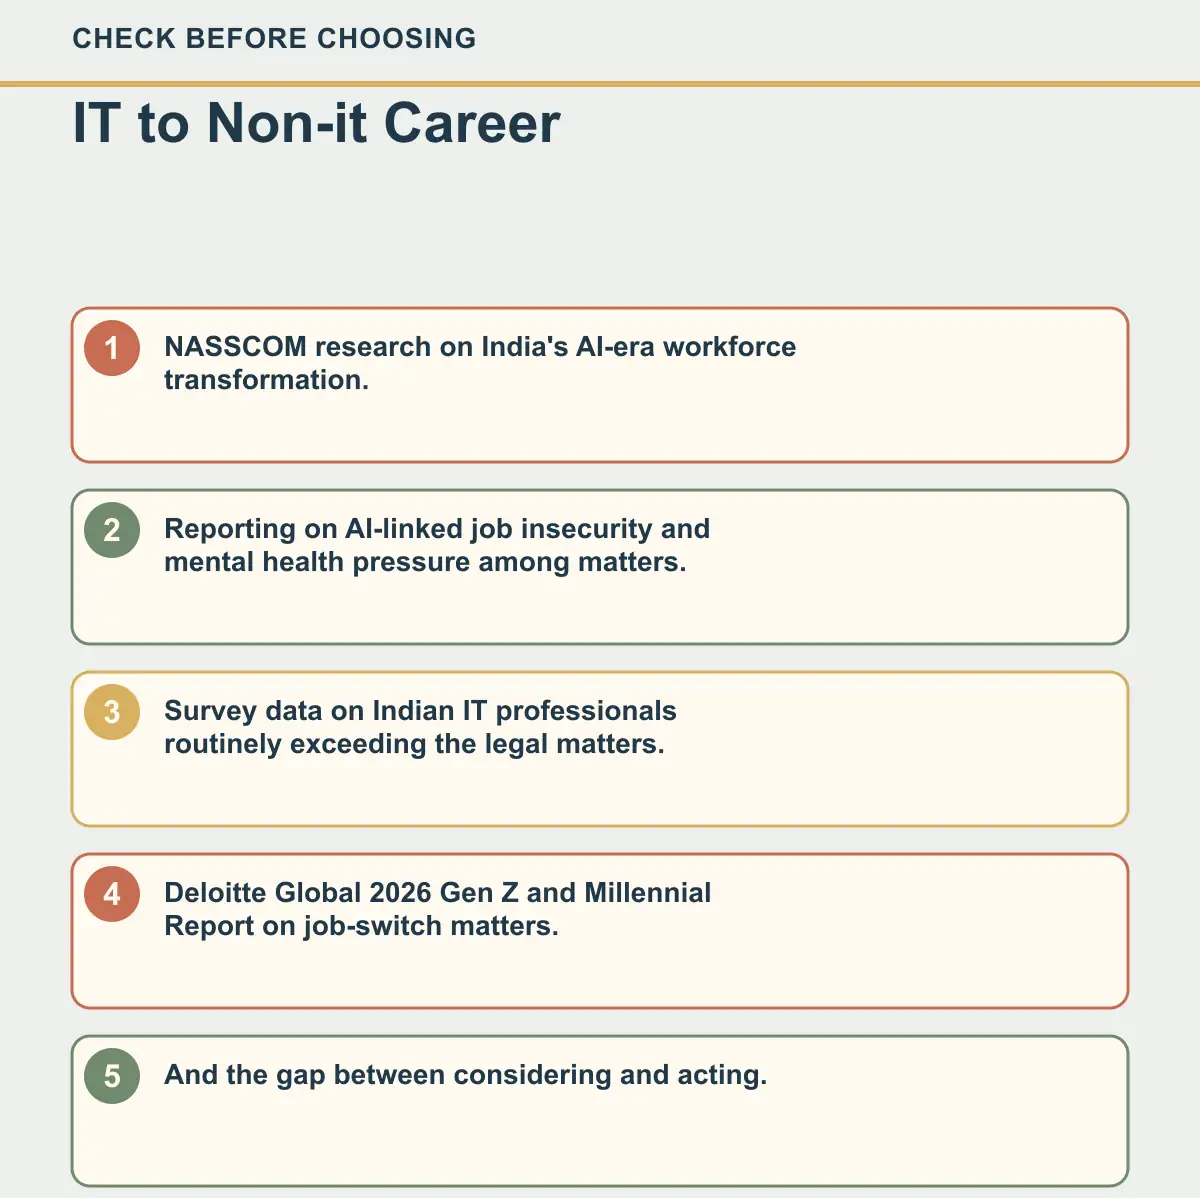 CHECK BEFORE CHOOSING
IT to Non-it Career
1
NASSCOM research on India's AI-era workforce
transformation.
2
Reporting on AI-linked job insecurity and
mental health pressure among matters.
3
Survey data on Indian IT professionals
routinely exceeding the legal matters.
4
Deloitte Global 2026 Gen Z and Millennial
Report on job-switch matters.
5
And the gap between considering and acting.